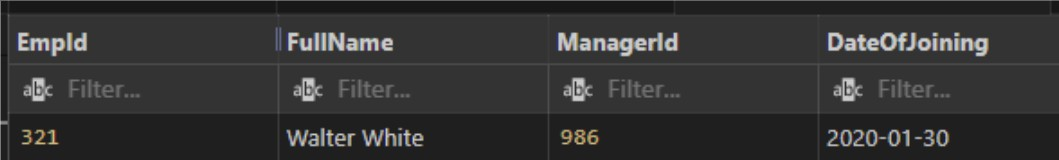 EmpId FullName ManagerId DateOfJoining
abc Filter... abc Filter... abc Filter... abc Filter...
321 Walter White 986 2020-01-30